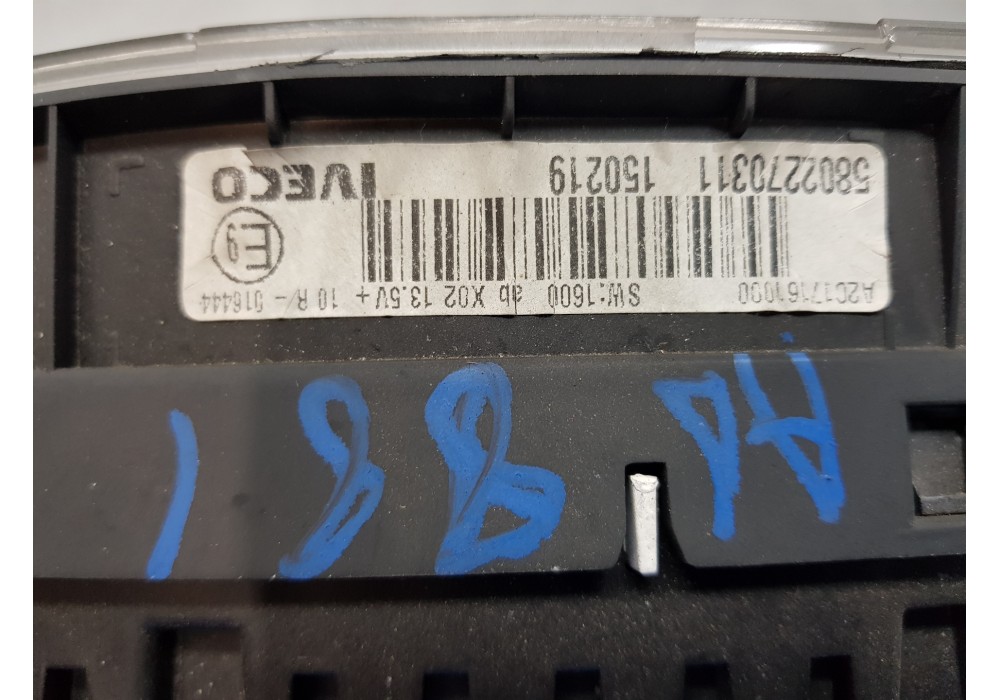 AD 881
A2C17161000 SW:1600 ab X02 13.5V + 10 R - 016444
E9
5802270311 150219 IVECO